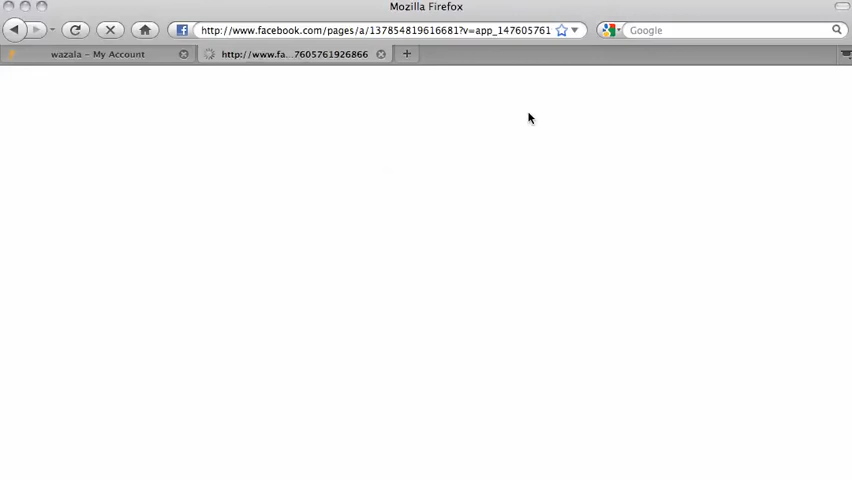 Mozilla Firefox
http://www.facebook.com/pages/a/137854819616681?v=app_147605761
Google
wazala – My Account
http://www.fa...7605761926866